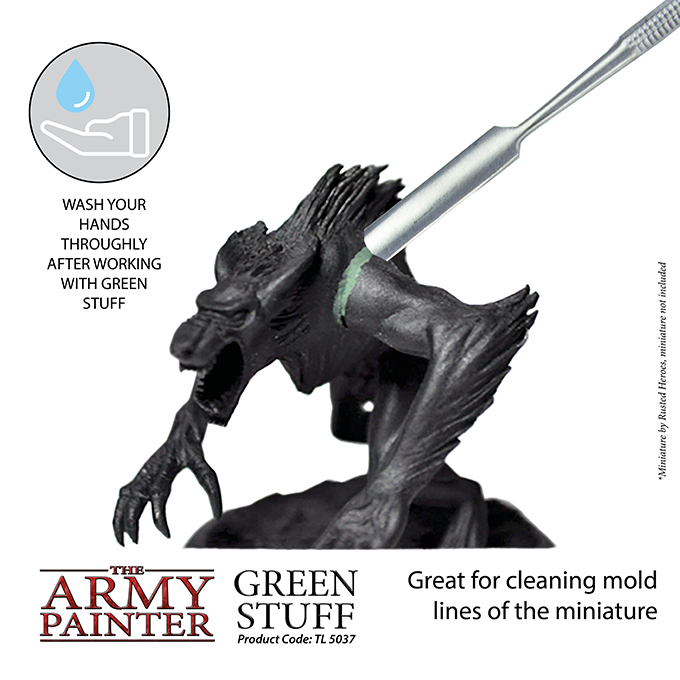 WASH YOUR
HANDS
THROUGHLY
AFTER WORKING
WITH GREEN
STUFF
*Miniature by Rusted Heroes, miniature not included
THE
ARMY
PAINTER
GREEN
STUFF
Product Code: TL 5037
Great for cleaning mold
lines of the miniature